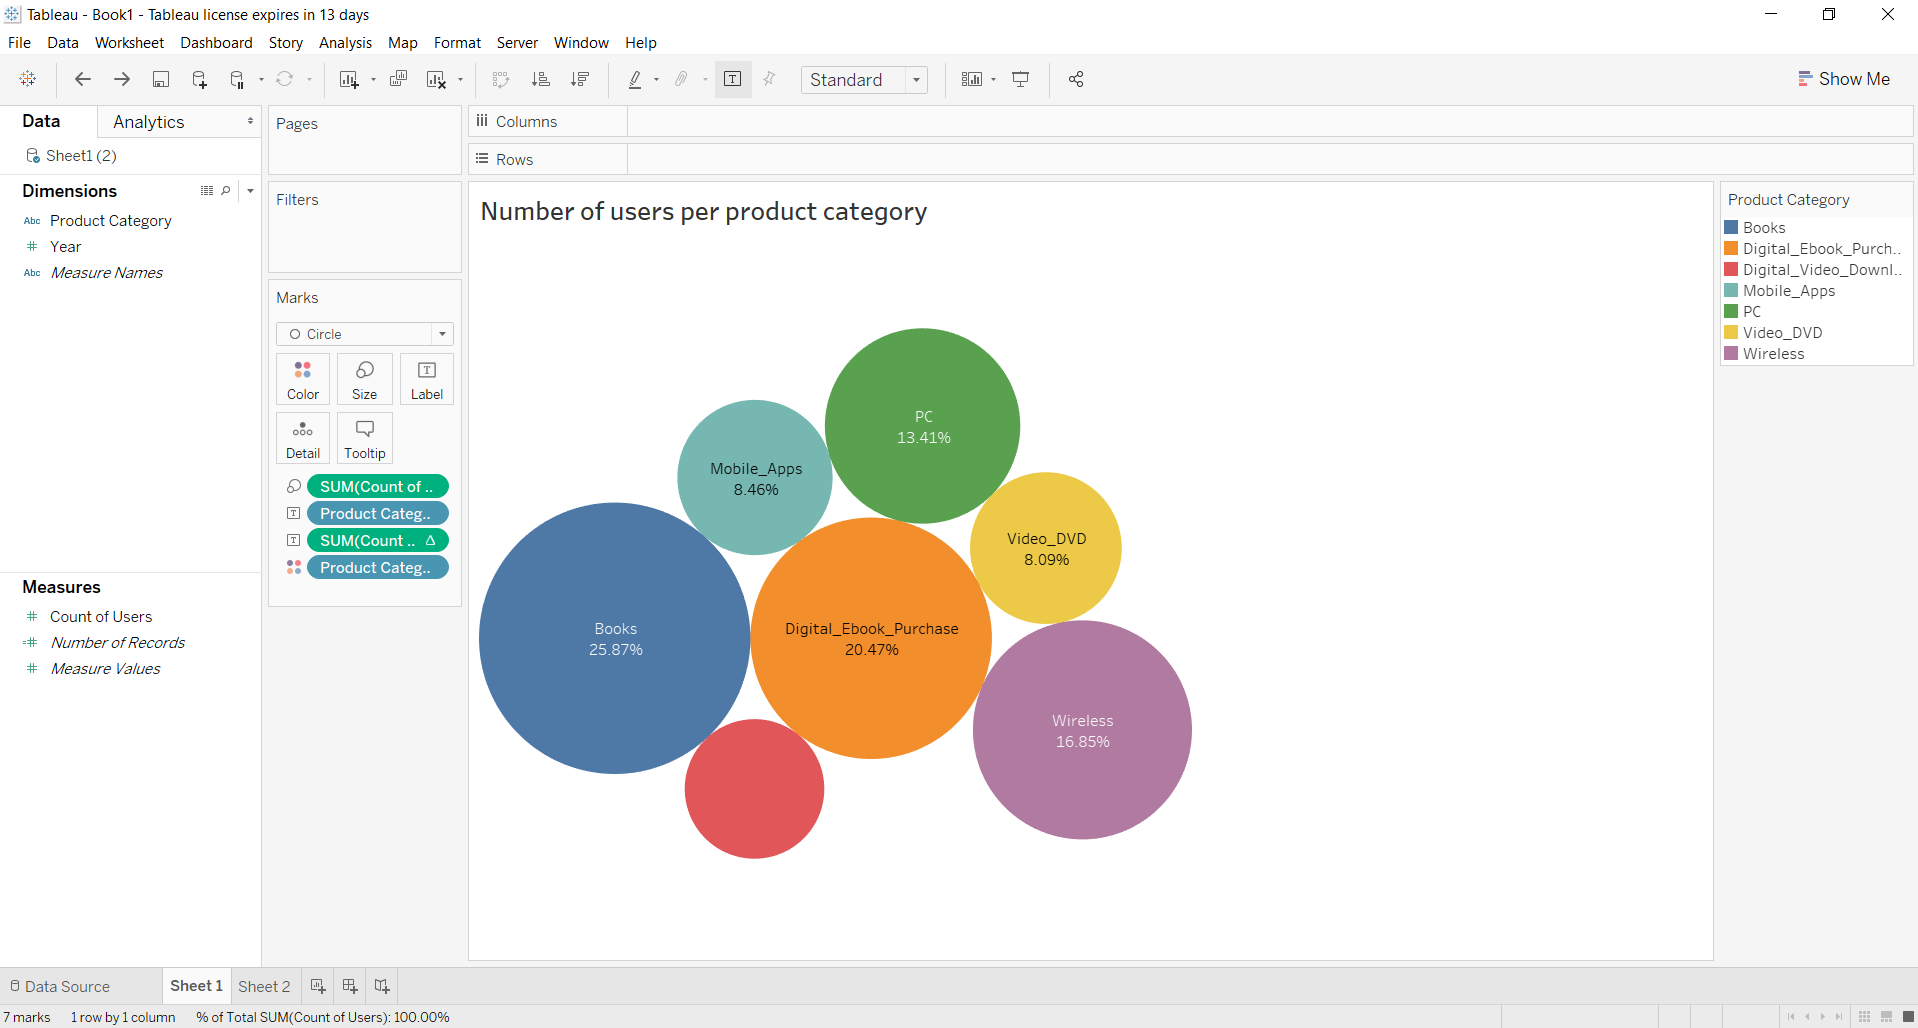 Tableau - Book1 - Tableau license expires in 13 days
File Data Worksheet Dashboard Story Analysis Map Format Server Window Help
Standard
Show Me
Data
Analytics
Sheet1 (2)
Dimensions
Abc Product Category
Year
Abc Measure Names
Measures
Count of Users
Number of Records
Measure Values
Pages
Filters
Marks
Circle
Color
Size
Label
Detail
Tooltip
SUM(Count of ..
Product Categ..
SUM(Count ..
Product Categ..
Columns
Rows
Number of users per product category
PC
13.41%
Mobile_Apps
8.46%
Video_DVD
8.09%
Books
25.87%
Digital_Ebook_Purchase
20.47%
Wireless
16.85%
Product Category
Books
Digital_Ebook_Purch..
Digital_Video_Downl..
Mobile_Apps
PC
Video_DVD
Wireless
Data Source
Sheet 1
Sheet 2
7 marks
1 row by 1 column
% of Total SUM(Count of Users): 100.00%